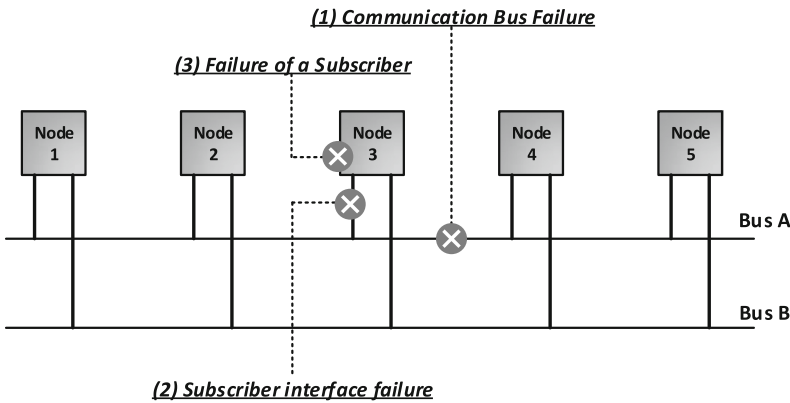 (1) Communication Bus Failure
(3) Failure of a Subscriber
Node
1
Node
2
Node
3
Node
4
Node
5
Bus A
Bus B
(2) Subscriber interface failure